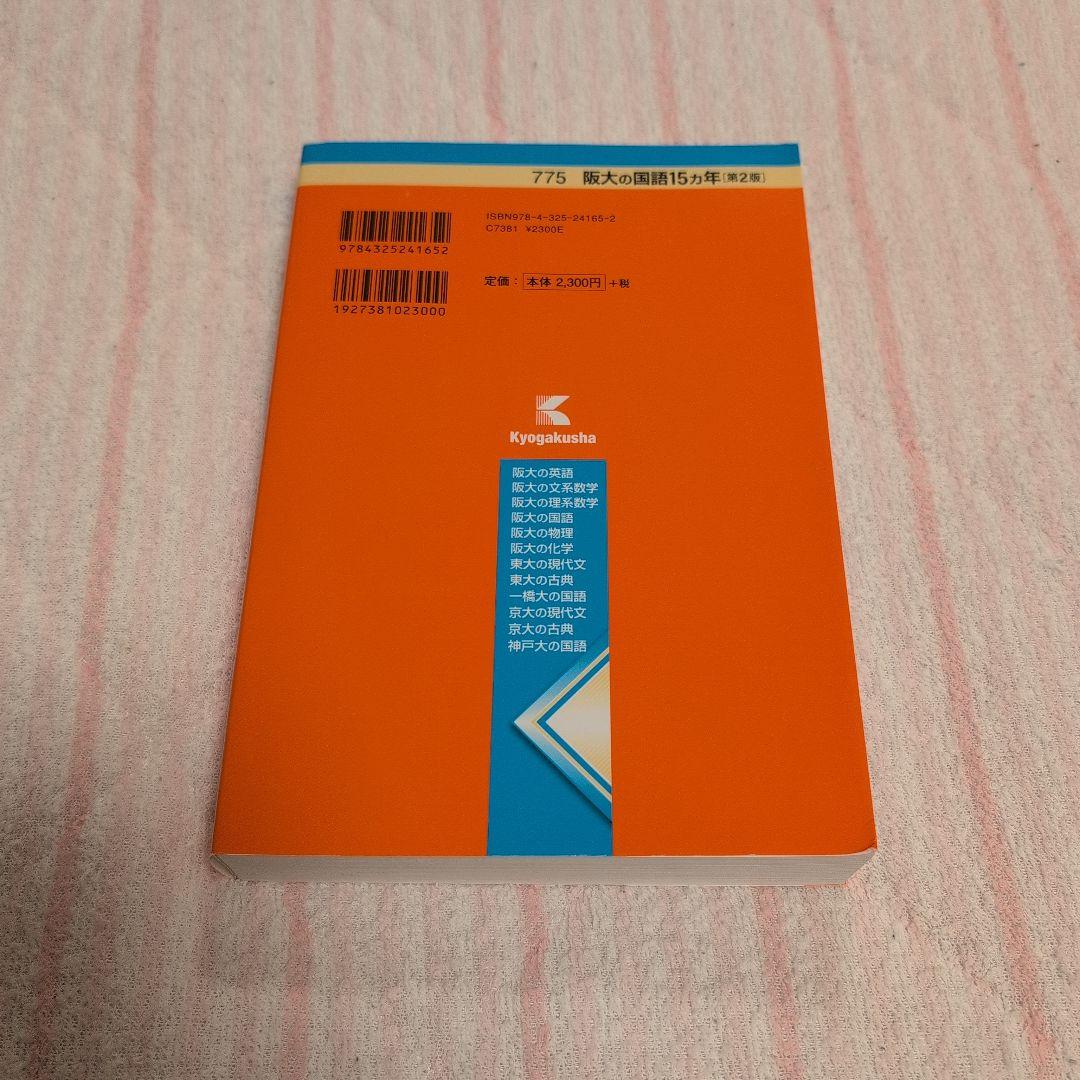 775 阪大の国語15カ年[第2版]
ISBN978-4-325-24165-2
C7381 ¥2300E
9784325241652
定価：本体 2,300円＋税
1927381023000
Kyogakusha
阪大の英語
阪大の文系数学
阪大の理系数学
阪大の国語
阪大の物理
阪大の化学
東大の現代文
東大の古典
一橋大の国語
京大の現代文
京大の古典
神戸大の国語